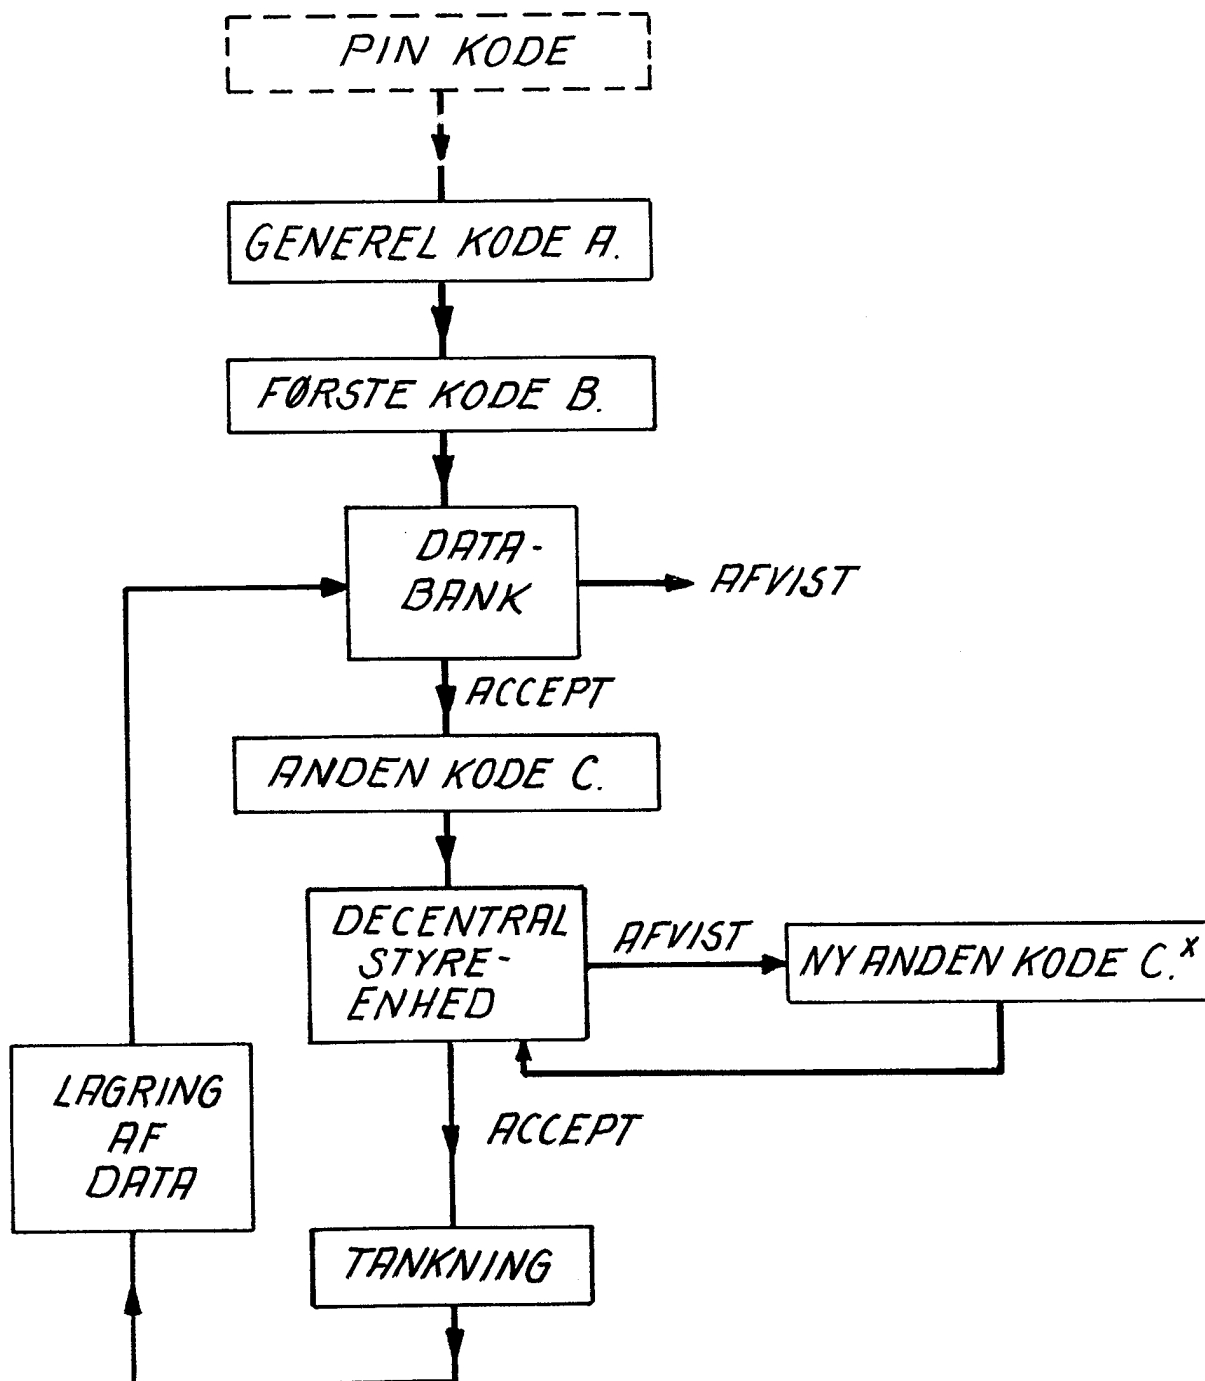 PIN KODE
GENEREL KODE A.
FØRSTE KODE B.
DATA-
BANK
AFVIST
ACCEPT
ANDEN KODE C.
DECENTRAL
STYRE-
ENHED
AFVIST
NY ANDEN KODE C.x
LAGRING
AF
DATA
ACCEPT
TANKNING